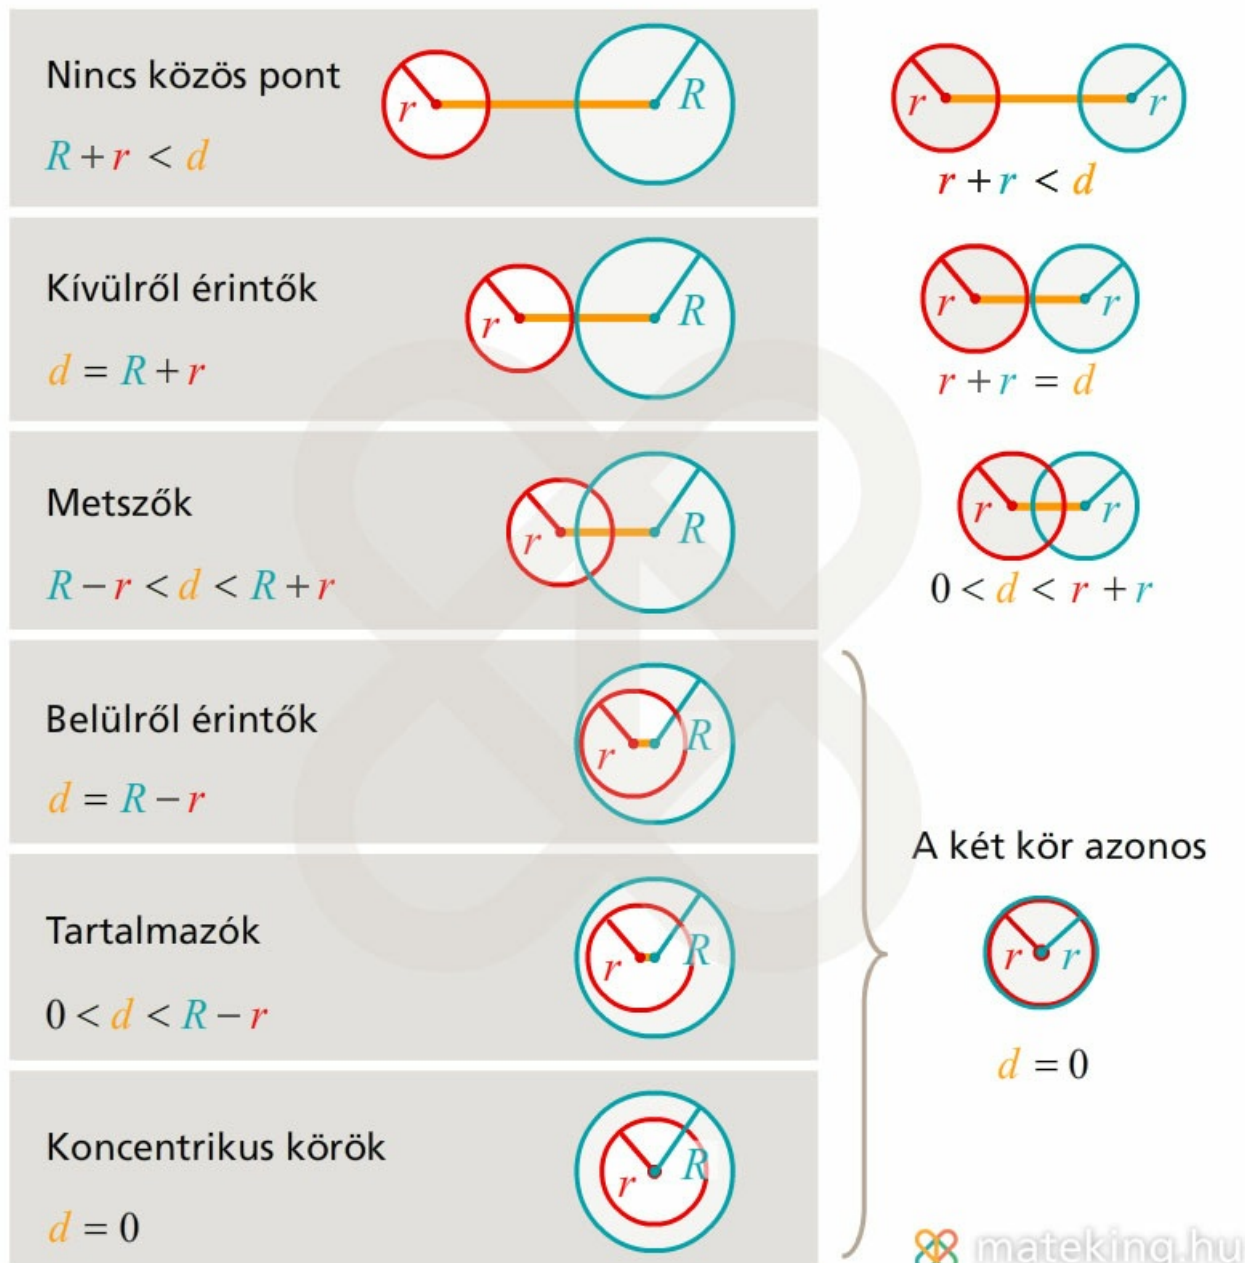 Nincs közös pont
r R
R + r < d
r r
r + r < d
Kívülről érintők
r R
d = R + r
r r
r + r = d
Metszők
r R
R − r < d < R + r
r r
0 < d < r + r
Belülről érintők
r R
d = R − r
Tartalmazók
r R
0 < d < R − r
Koncentrikus körök
r R
d = 0
A két kör azonos
r r
d = 0
mateking.hu